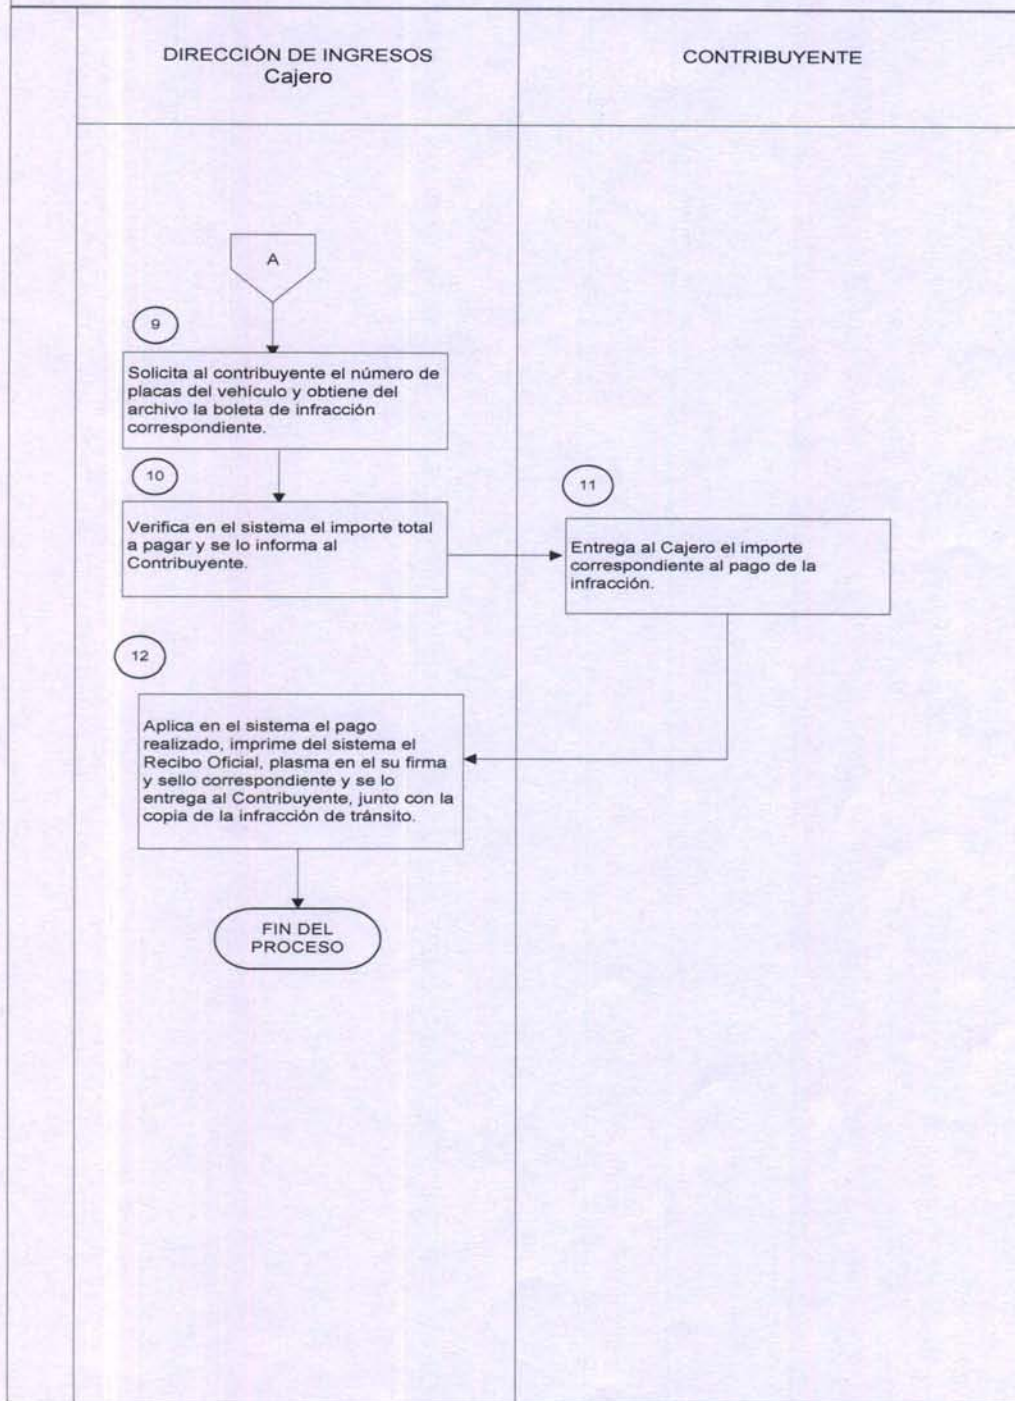 DIRECCIÓN DE INGRESOS
Cajero
CONTRIBUYENTE
A
9
Solicita al contribuyente el número de
placas del vehículo y obtiene del
archivo la boleta de infracción
correspondiente.
10
Verifica en el sistema el importe total
a pagar y se lo informa al
Contribuyente.
11
Entrega al Cajero el importe
correspondiente al pago de la
infracción.
12
Aplica en el sistema el pago
realizado, imprime del sistema el
Recibo Oficial, plasma en el su firma
y sello correspondiente y se lo
entrega al Contribuyente, junto con la
copia de la infracción de tránsito.
FIN DEL
PROCESO